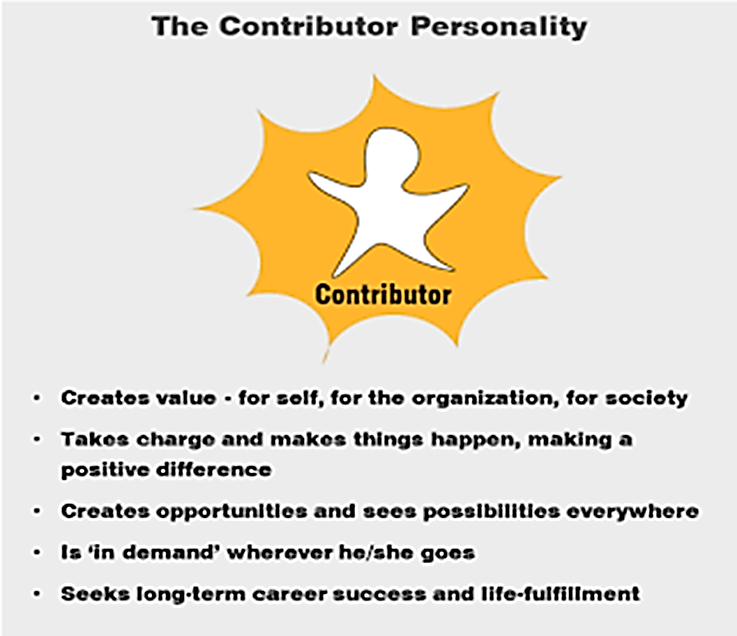 The Contributor Personality
Contributor
• Creates value - for self, for the organization, for society
• Takes charge and makes things happen, making a
positive difference
• Creates opportunities and sees possibilities everywhere
• Is ‘in demand’ wherever he/she goes
• Seeks long-term career success and life-fulfillment